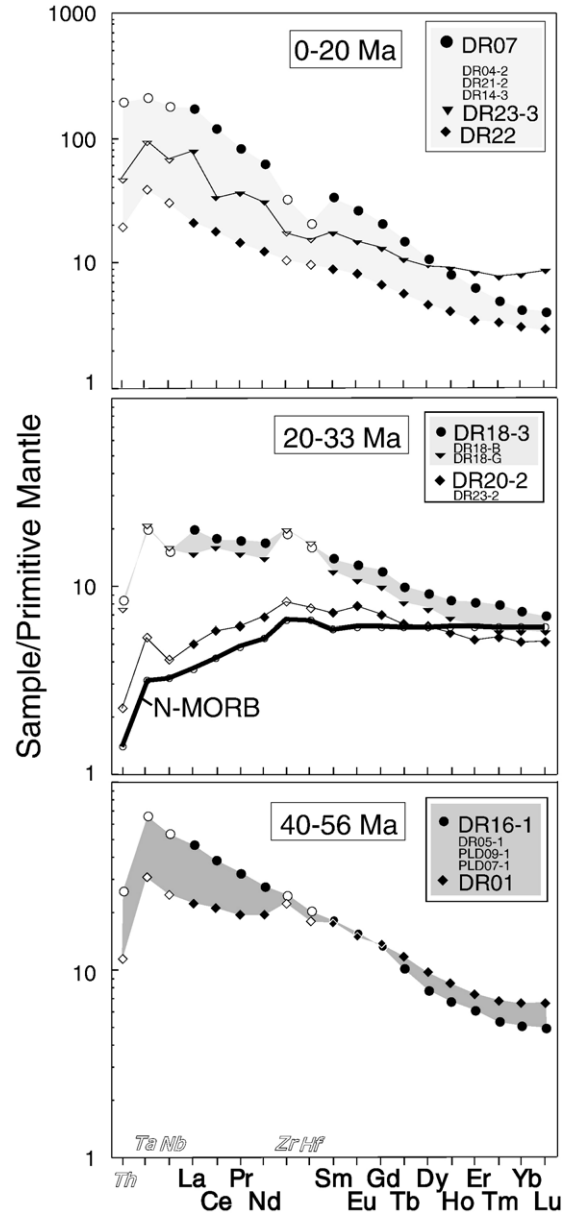 1000
0-20 Ma
DR07
DR04-2
DR21-2
DR14-3
DR23-3
DR22
100
10
1
Sample/Primitive Mantle
20-33 Ma
DR18-3
DR18-B
DR18-G
DR20-2
DR23-2
10
N-MORB
1
40-56 Ma
DR16-1
DR05-1
PLD09-1
PLD07-1
DR01
10
1
Th Ta Nb Zr Hf
La Pr Sm Gd Dy Er Yb
Ce Nd Eu Tb Ho Tm Lu